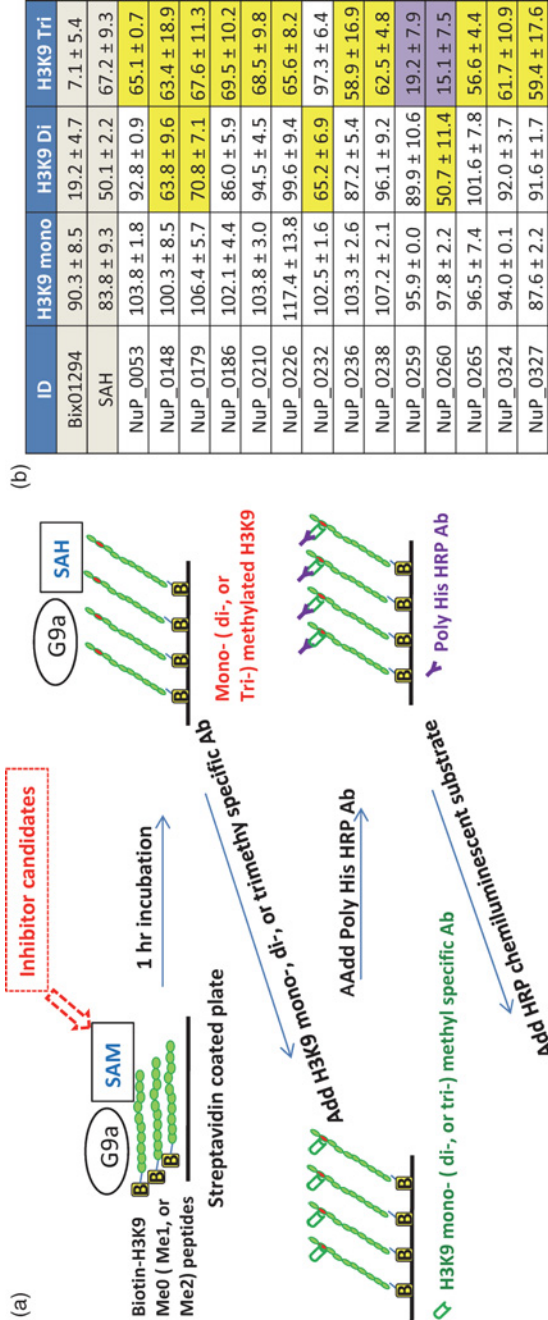 (a)
Inhibitor candidates
G9a
SAM
Biotin-H3K9
Me0 ( Me1, or
Me2) peptides
B
B
B
Streptavidin coated plate
1 hr incubation
G9a
SAH
B
B
B
B
Mono- ( di-, or
Tri-) methylated H3K9
Add H3K9 mono-, di-, or trimethy specific Ab
B
B
B
B
H3K9 mono- ( di-, or tri-) methyl specific Ab
AAdd Poly His HRP Ab
B
B
B
B
Poly His HRP Ab
Add HRP chemiluminescent substrate
(b)
ID H3K9 mono H3K9 Di H3K9 Tri
Bix01294 90.3 ± 8.5 19.2 ± 4.7 7.1 ± 5.4
SAH 83.8 ± 9.3 50.1 ± 2.2 67.2 ± 9.3
NuP_0053 103.8 ± 1.8 92.8 ± 0.9 65.1 ± 0.7
NuP_0148 100.3 ± 8.5 63.8 ± 9.6 63.4 ± 18.9
NuP_0179 106.4 ± 5.7 70.8 ± 7.1 67.6 ± 11.3
NuP_0186 102.1 ± 4.4 86.0 ± 5.9 69.5 ± 10.2
NuP_0210 103.8 ± 3.0 94.5 ± 4.5 68.5 ± 9.8
NuP_0226 117.4 ± 13.8 99.6 ± 9.4 65.6 ± 8.2
NuP_0232 102.5 ± 1.6 65.2 ± 6.9 97.3 ± 6.4
NuP_0236 103.3 ± 2.6 87.2 ± 5.4 58.9 ± 16.9
NuP_0238 107.2 ± 2.1 96.1 ± 9.2 62.5 ± 4.8
NuP_0259 95.9 ± 0.0 89.9 ± 10.6 19.2 ± 7.9
NuP_0260 97.8 ± 2.2 50.7 ± 11.4 15.1 ± 7.5
NuP_0265 96.5 ± 7.4 101.6 ± 7.8 56.6 ± 4.4
NuP_0324 94.0 ± 0.1 92.0 ± 3.7 61.7 ± 10.9
NuP_0327 87.6 ± 2.2 91.6 ± 1.7 59.4 ± 17.6